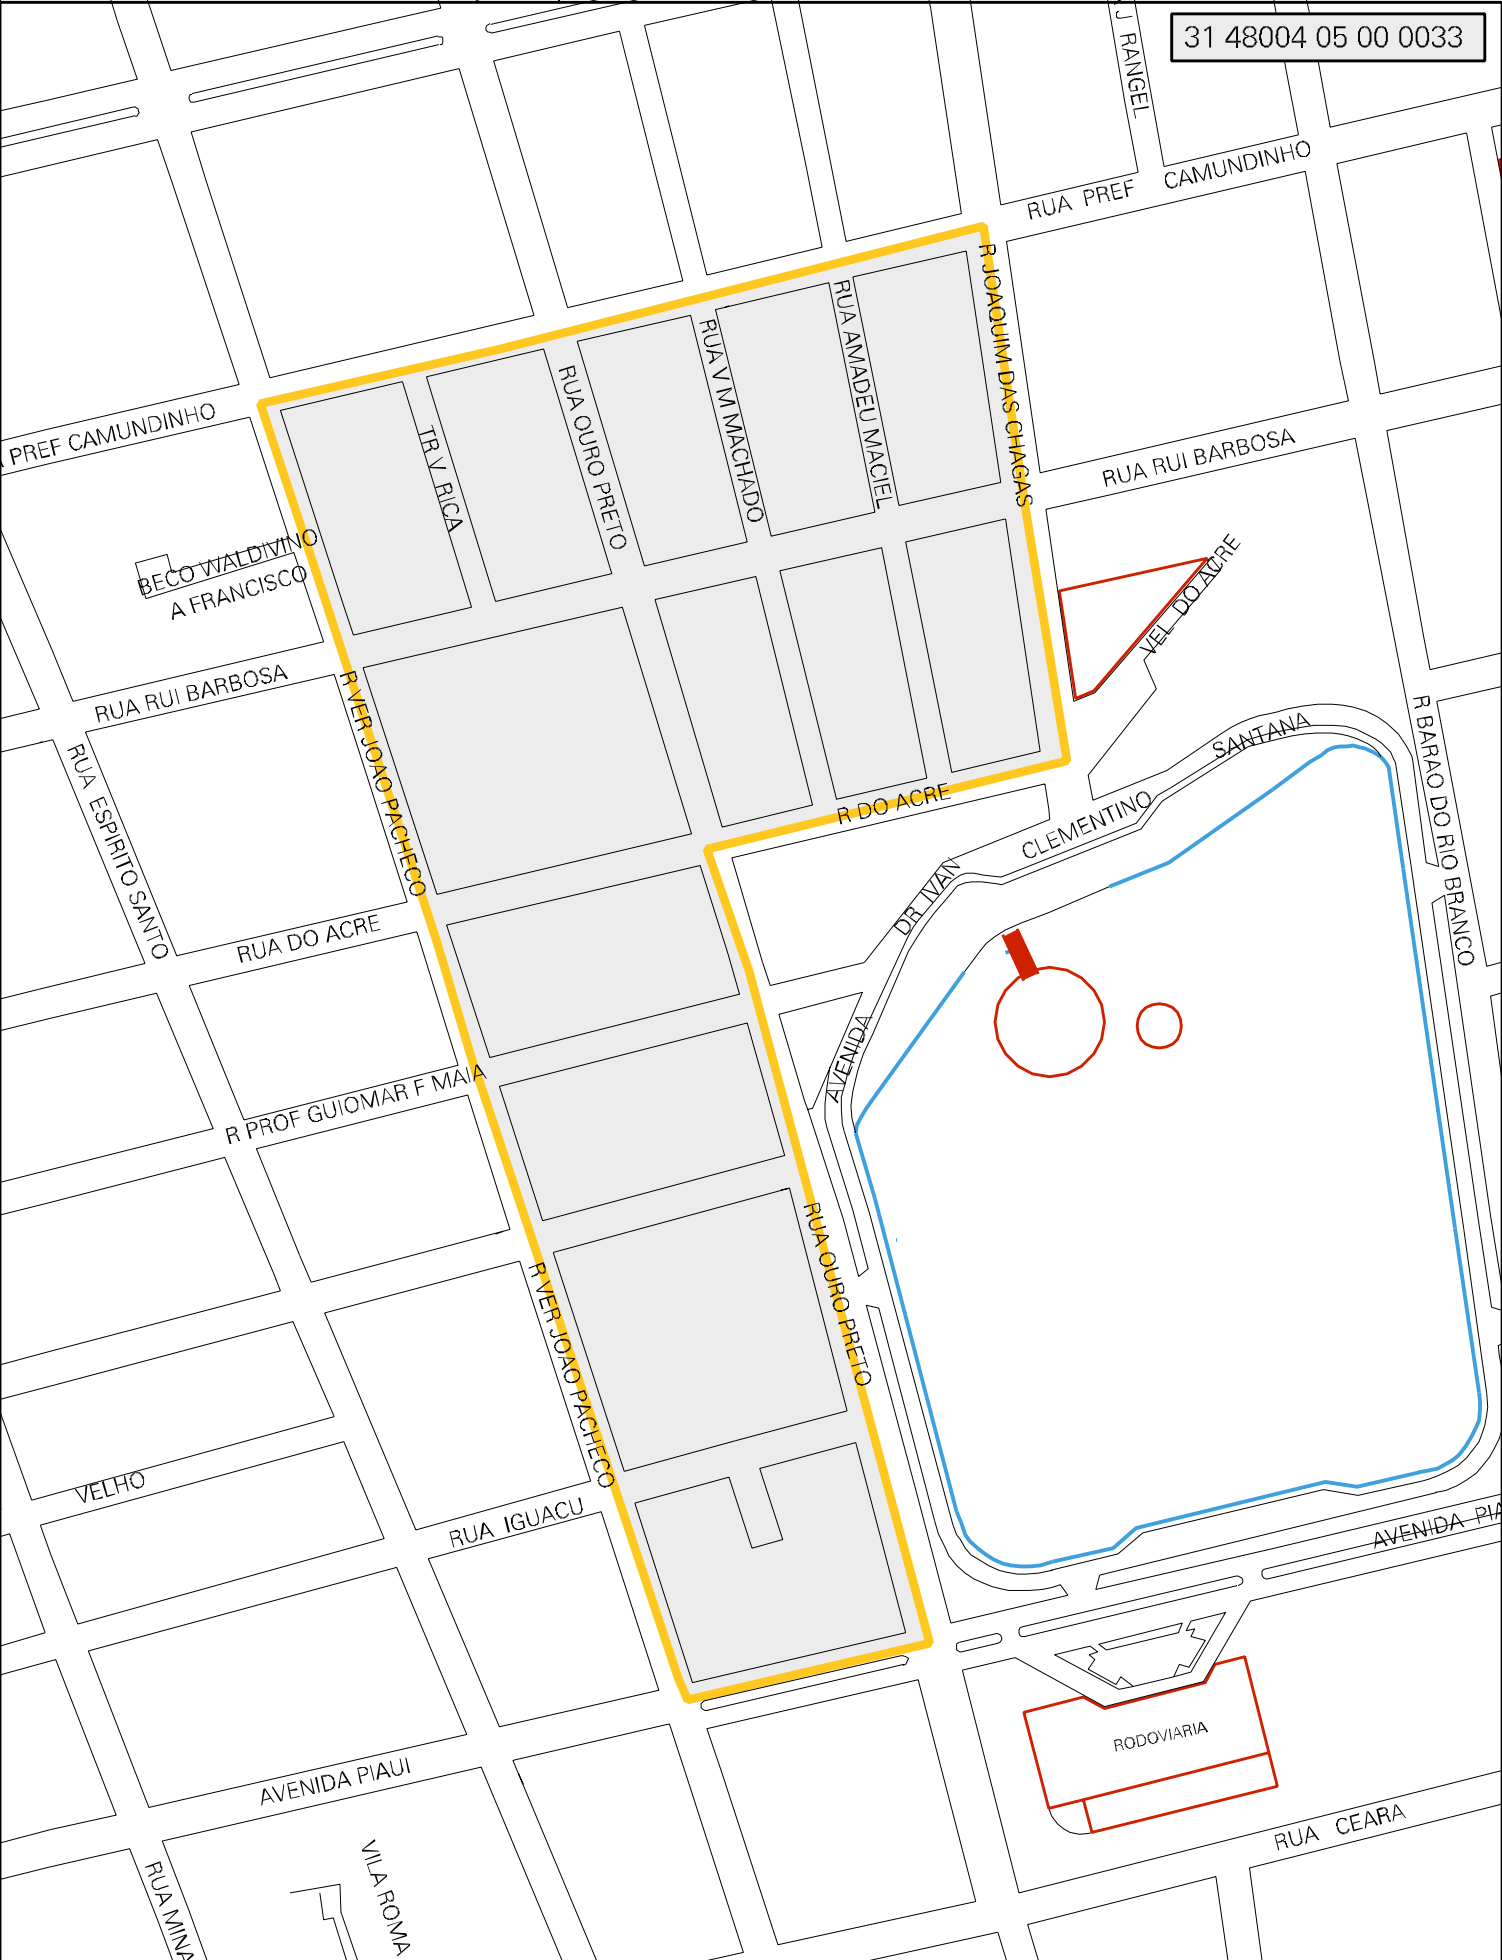 31 48004 05 00 0033
J RANGEL
RUA PREF CAMUNDINHO
R JOAQUIM DAS CHAGAS
RUA AMADEU MACIEL
RUA V M MACHADO
RUA OURO PRETO
TR V. RICA
PREF CAMUNDINHO
RUA RUI BARBOSA
BECO WALDIVINO
A FRANCISCO
VEL DO ACRE
RUA RUI BARBOSA
R VER JOAO PACHECO
RUA ESPIRITO SANTO
R BARAO DO RIO BRANCO
SANTANA
CLEMENTINO
DR IVAN
AVENIDA
R DO ACRE
RUA DO ACRE
R PROF GUIOMAR F MAIA
RUA OURO PRETO
R VER JOAO PACHECO
VELHO
RUA IGUACU
AVENIDA PIA
RODOVIARIA
AVENIDA PIAUI
RUA CEARA
VILA ROMA
RUA MINA